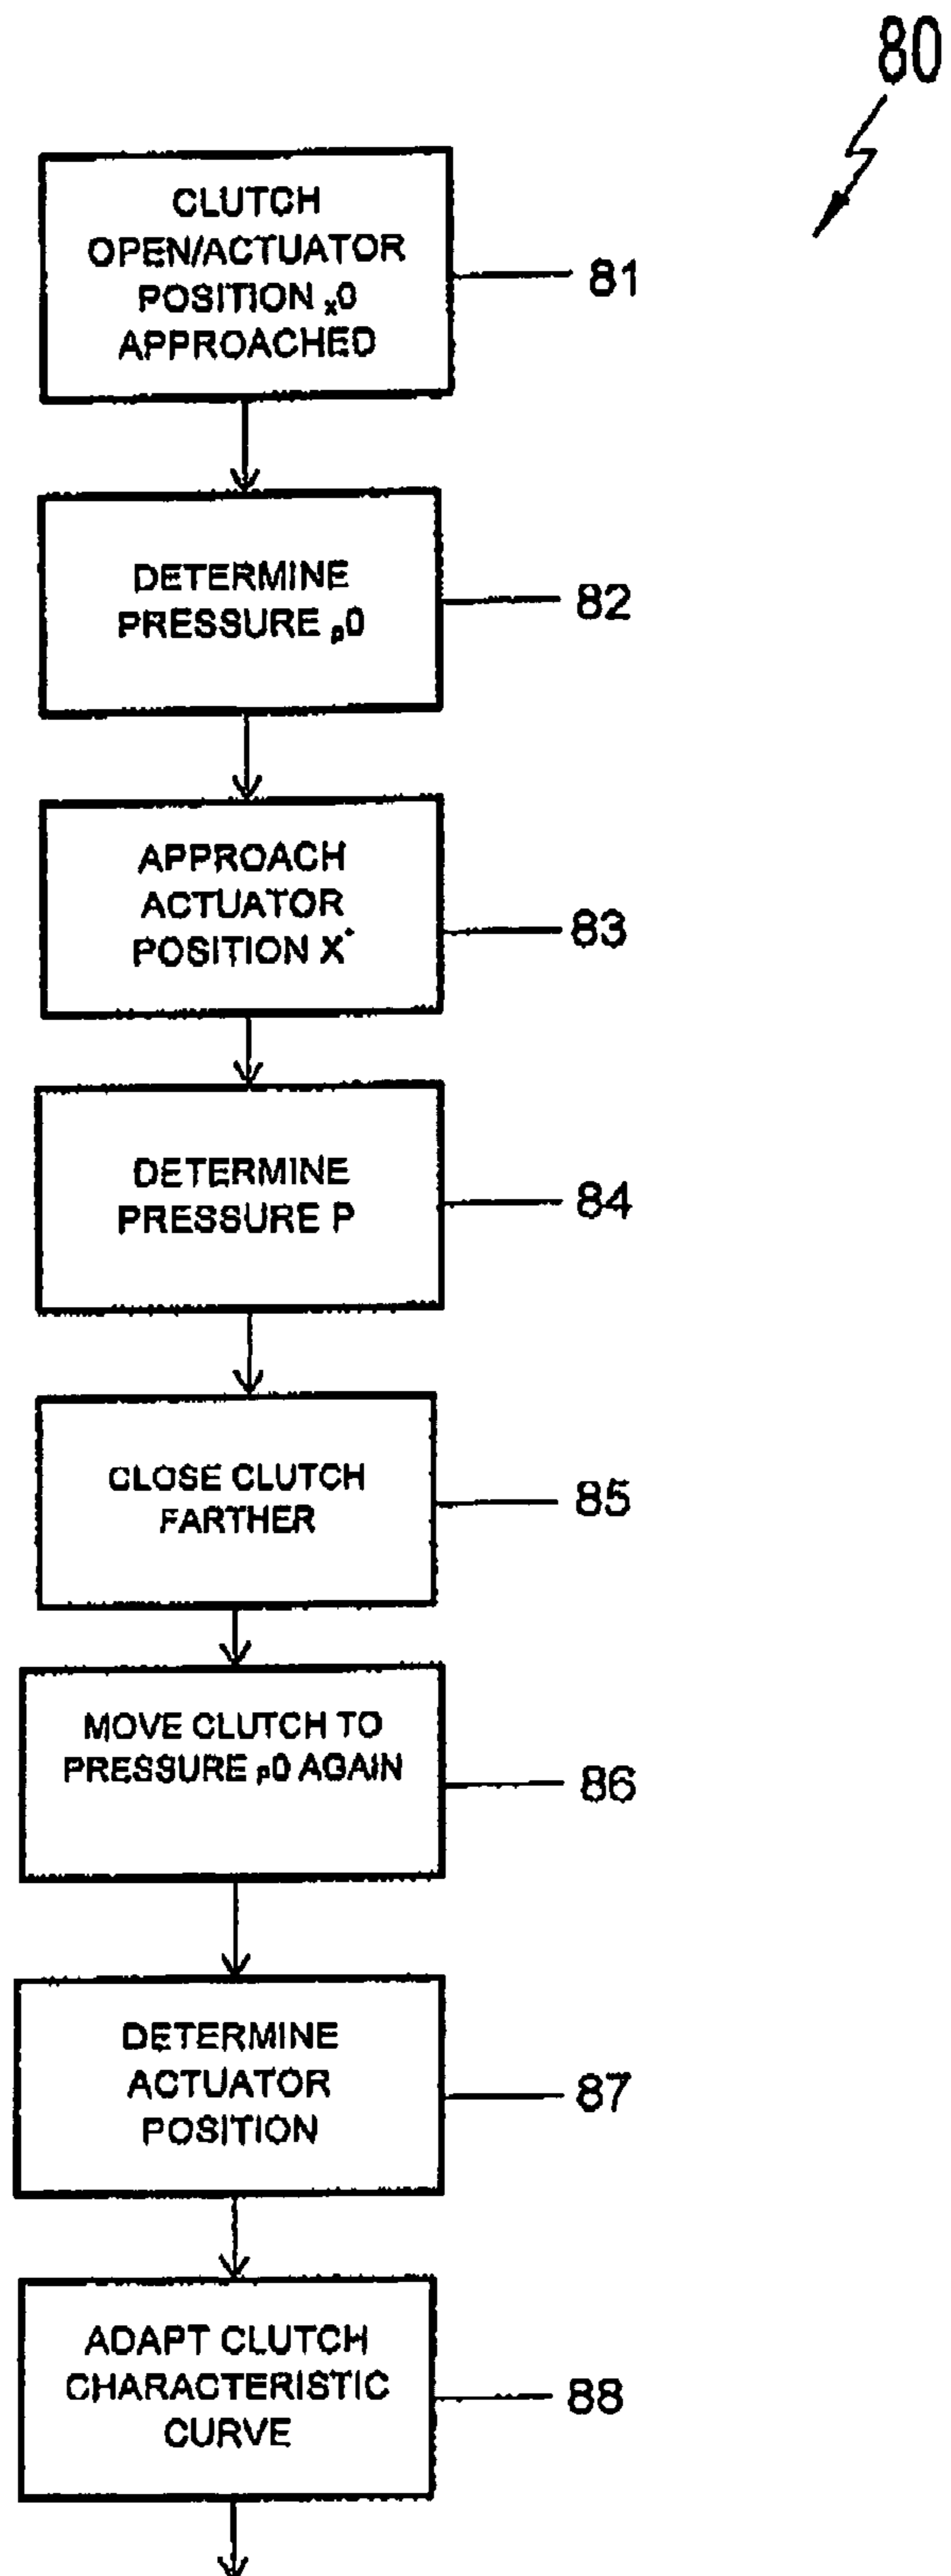 80
CLUTCH
OPEN/ACTUATOR
POSITION ₓ0
APPROACHED
81
DETERMINE
PRESSURE ₚ0
82
APPROACH
ACTUATOR
POSITION X*
83
DETERMINE
PRESSURE P
84
CLOSE CLUTCH
FARTHER
85
MOVE CLUTCH TO
PRESSURE ₚ0 AGAIN
86
DETERMINE
ACTUATOR
POSITION
87
ADAPT CLUTCH
CHARACTERISTIC
CURVE
88